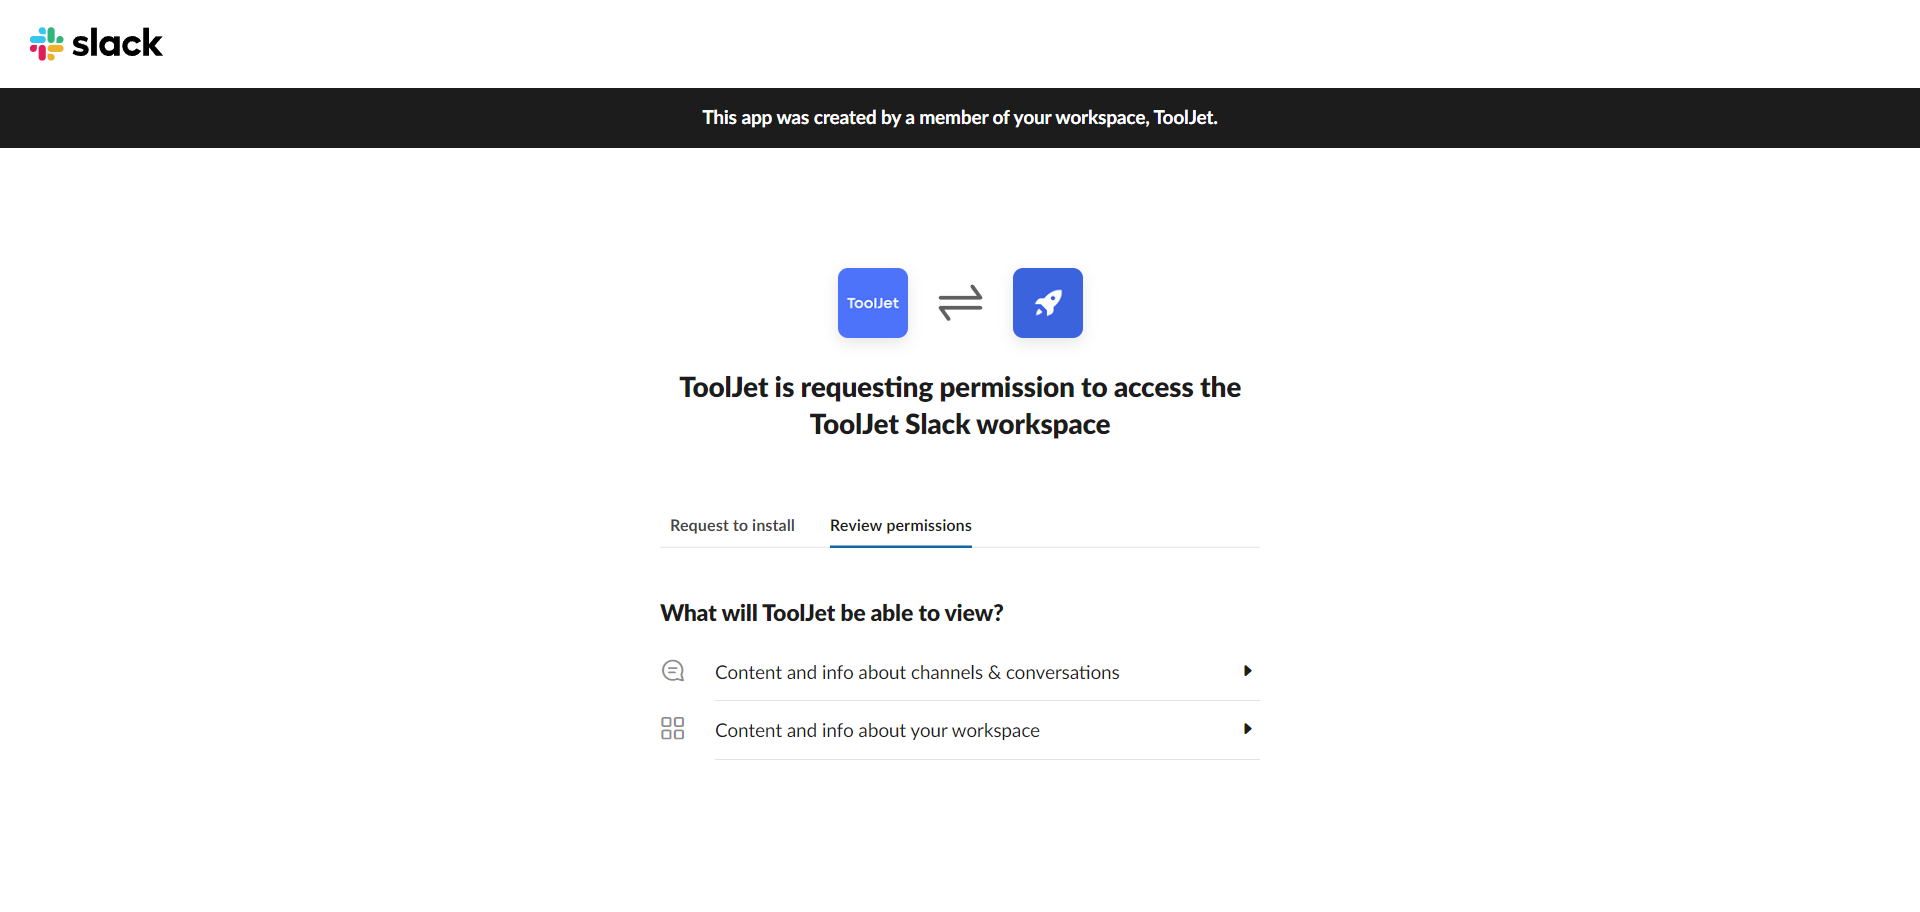 slack
This app was created by a member of your workspace, ToolJet.
ToolJet
ToolJet is requesting permission to access the
ToolJet Slack workspace
Request to install
Review permissions
What will ToolJet be able to view?
Content and info about channels & conversations
Content and info about your workspace